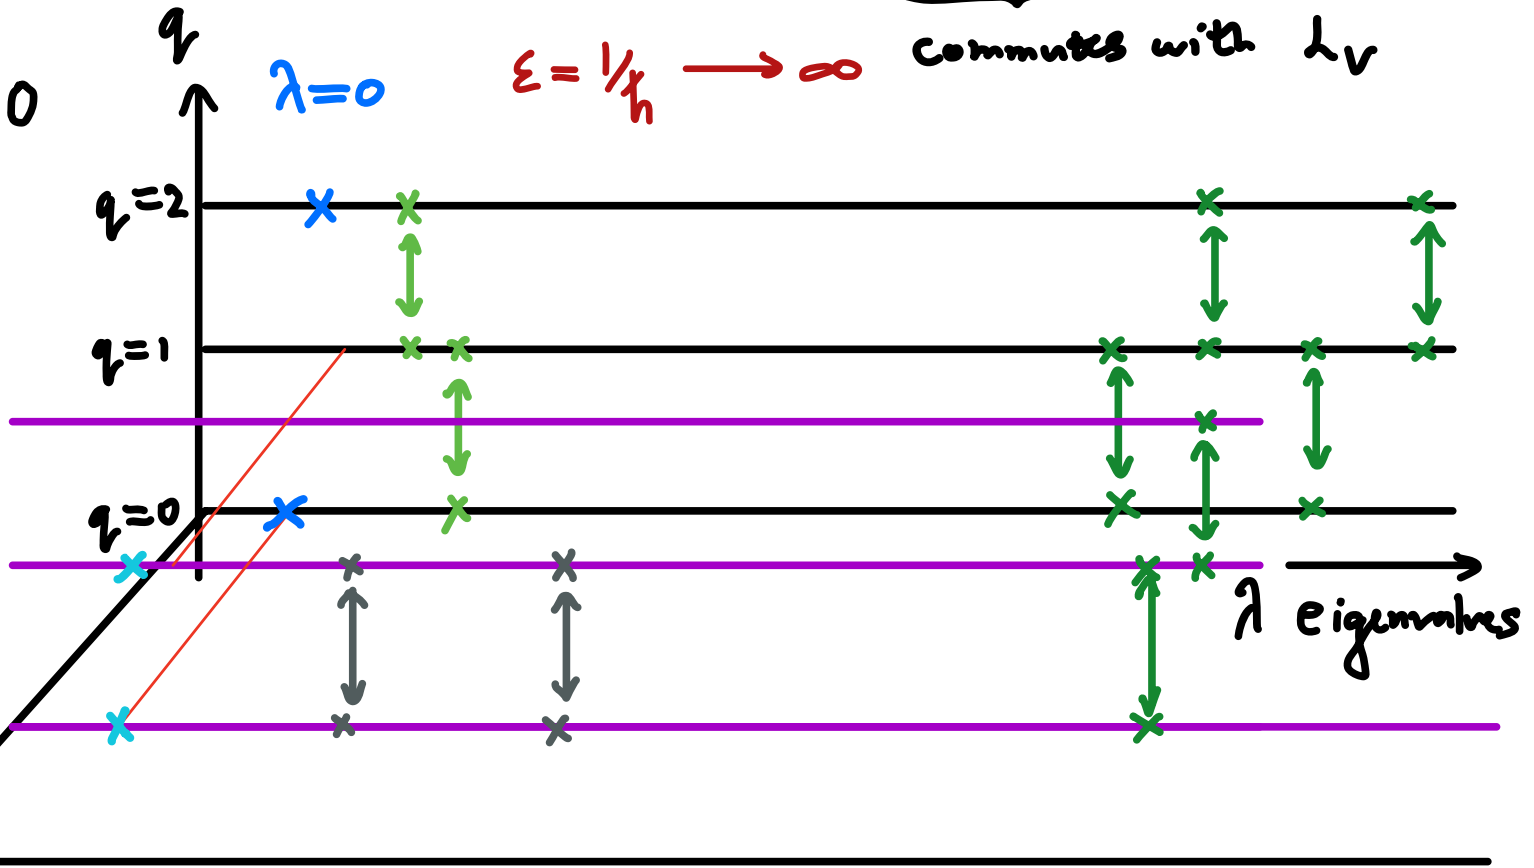 commutes with L_V
q
0
λ=0
ε = 1/ħ ⟶ ∞
q=2
q=1
q=0
λ eigenvalues